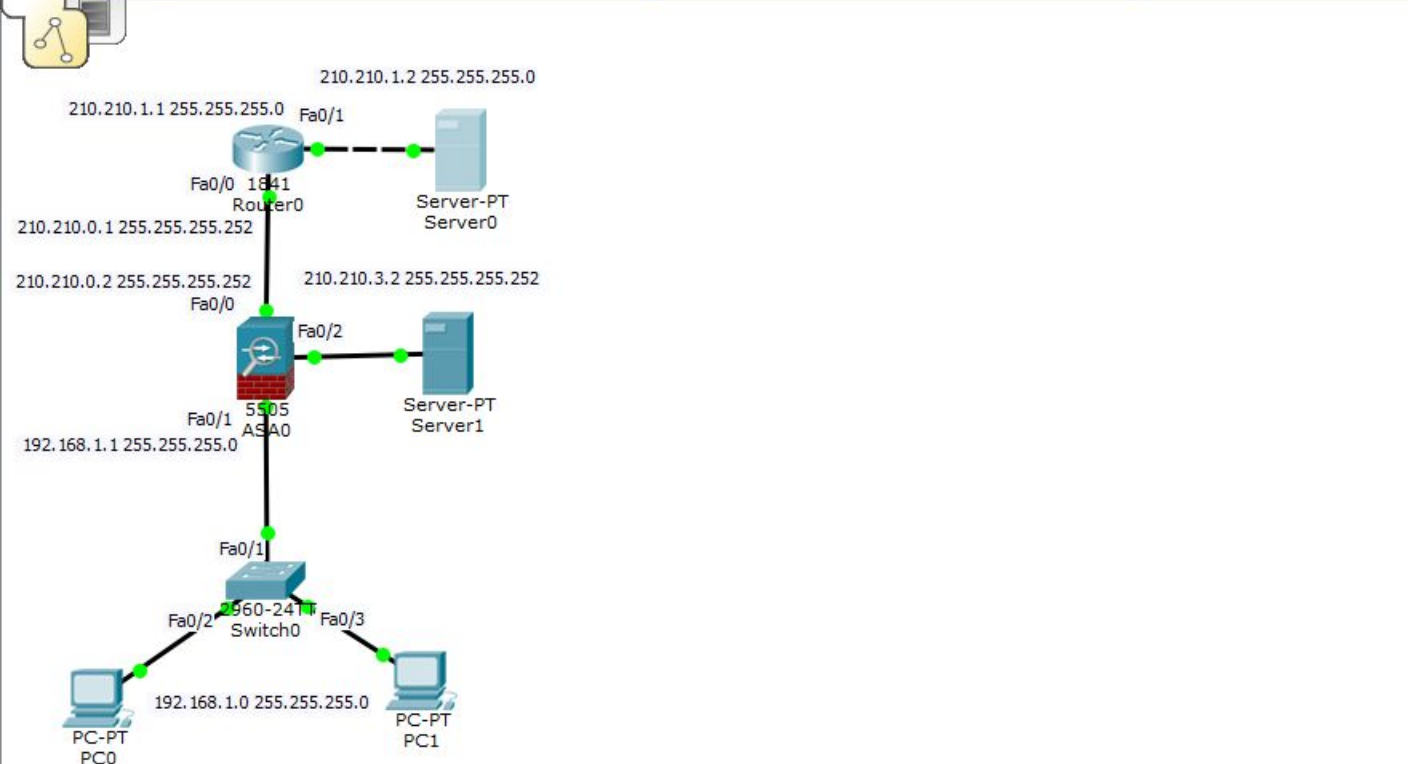 210.210.1.2 255.255.255.0
210.210.1.1 255.255.255.0
Fa0/1
Fa0/0
1841
Router0
Server-PT
Server0
210.210.0.1 255.255.255.252
210.210.0.2 255.255.255.252
210.210.3.2 255.255.255.252
Fa0/0
Fa0/2
5505
ASA0
Server-PT
Server1
Fa0/1
192.168.1.1 255.255.255.0
Fa0/1
2960-24TT
Switch0
Fa0/2
Fa0/3
192.168.1.0 255.255.255.0
PC-PT
PC0
PC-PT
PC1